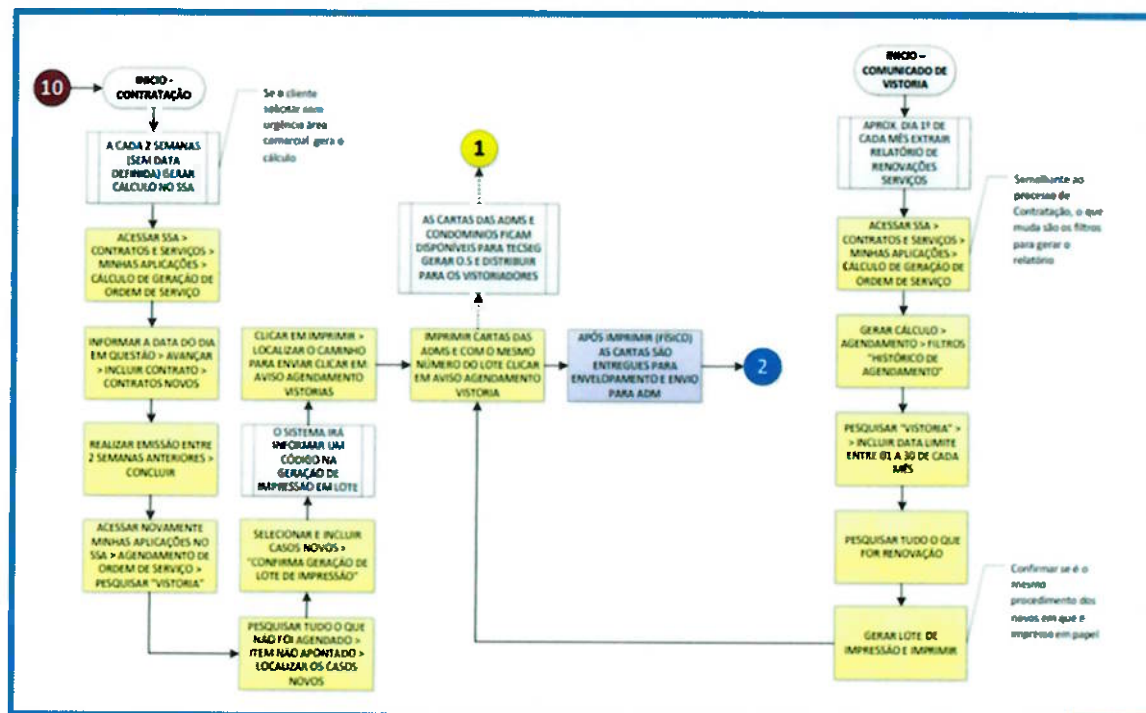 10
INICIO -
CONTRATAÇÃO
Se o cliente
solicitar com
urgência área
comercial gera o
cálculo
A CADA 2 SEMANAS
(SEM DATA
DEFINIDA) GERAR
CÁLCULO NO SSA
ACESSAR SSA >
CONTRATOS E SERVIÇOS >
MINHAS APLICAÇÕES >
CÁLCULO DE GERAÇÃO DE
ORDEM DE SERVIÇO
INFORMAR A DATA DO DIA
EM QUESTÃO > AVANÇAR
> INCLUIR CONTRATO >
CONTRATOS NOVOS
REALIZAR EMISSÃO ENTRE
2 SEMANAS ANTERIORES >
CONCLUIR
ACESSAR NOVAMENTE
MINHAS APLICAÇÕES NO
SSA > AGENDAMENTO DE
ORDEM DE SERVIÇO >
PESQUISAR "VISTORIA"
PESQUISAR TUDO O QUE
NÃO FOI AGENDADO >
ITEM NÃO APONTADO >
LOCALIZAR OS CASOS
NOVOS
SELECIONAR E INCLUIR
CASOS NOVOS >
"CONFIRMA GERAÇÃO DE
LOTE DE IMPRESSÃO"
O SISTEMA IRÁ
INFORMAR UM
CÓDIGO NA
GERAÇÃO DE
IMPRESSÃO EM LOTE
CLICAR EM IMPRIMIR >
LOCALIZAR O CAMINHO
PARA ENVIAR CLICAR EM
AVISO AGENDAMENTO
VISTÓRIAS
IMPRIMIR CARTAS DAS
ADMS E COM O MESMO
NÚMERO DO LOTE CLICAR
EM AVISO AGENDAMENTO
VISTORIA
AS CARTAS DAS ADMS E
CONDOMINIOS FICAM
DISPONÍVEIS PARA TECSEG
GERAR O.S E DISTRIBUIR
PARA OS VISTORIADORES
1
APÓS IMPRIMIR (FÍSICO)
AS CARTAS SÃO
ENTREGUES PARA
ENVELOPAMENTO E ENVIO
PARA ADM
2
INICIO –
COMUNICADO DE
VISTORIA
APROX. DIA 1º DE
CADA MÊS EXTRAIR
RELATÓRIO DE
RENOVAÇÕES
SERVIÇOS
Semelhante ao
processo de
Contratação, o que
muda são os filtros
para gerar o
relatório
ACESSAR SSA >
CONTRATOS E SERVIÇOS >
MINHAS APLICAÇÕES >
CÁLCULO DE GERAÇÃO DE
ORDEM DE SERVIÇO
GERAR CÁLCULO >
AGENDAMENTO > FILTROS
"HISTÓRICO DE
AGENDAMENTO"
PESQUISAR "VISTORIA" >
> INCLUIR DATA LIMITE
ENTRE 01 A 30 DE CADA
MÊS
PESQUISAR TUDO O QUE
FOR RENOVAÇÃO
GERAR LOTE DE
IMPRESSÃO E IMPRIMIR
Confirmar se é o
mesmo
procedimento dos
novos em que é
impresso em papel